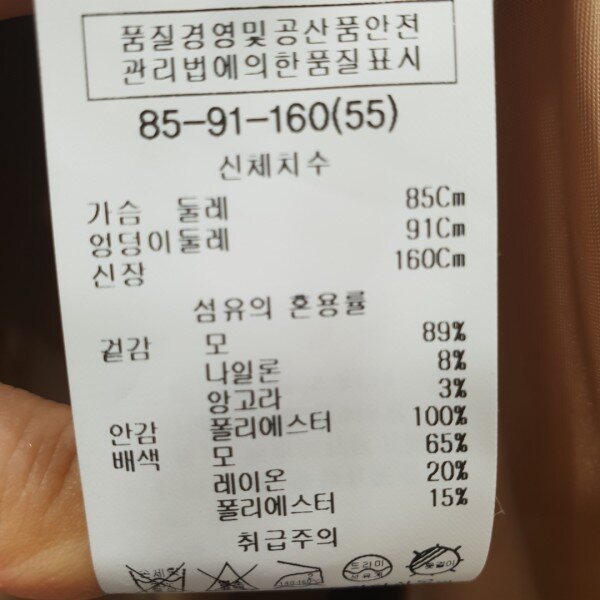 품질경영및공산품안전
관리법에의한품질표시
85-91-160(55)
신체치수
가슴 둘레 85Cm
엉덩이둘레 91Cm
신장 160Cm
섬유의 혼용률
겉감 모 89%
나일론 8%
앙고라 3%
안감 폴리에스터 100%
배색 모 65%
레이온 20%
폴리에스터 15%
취급주의
드라이